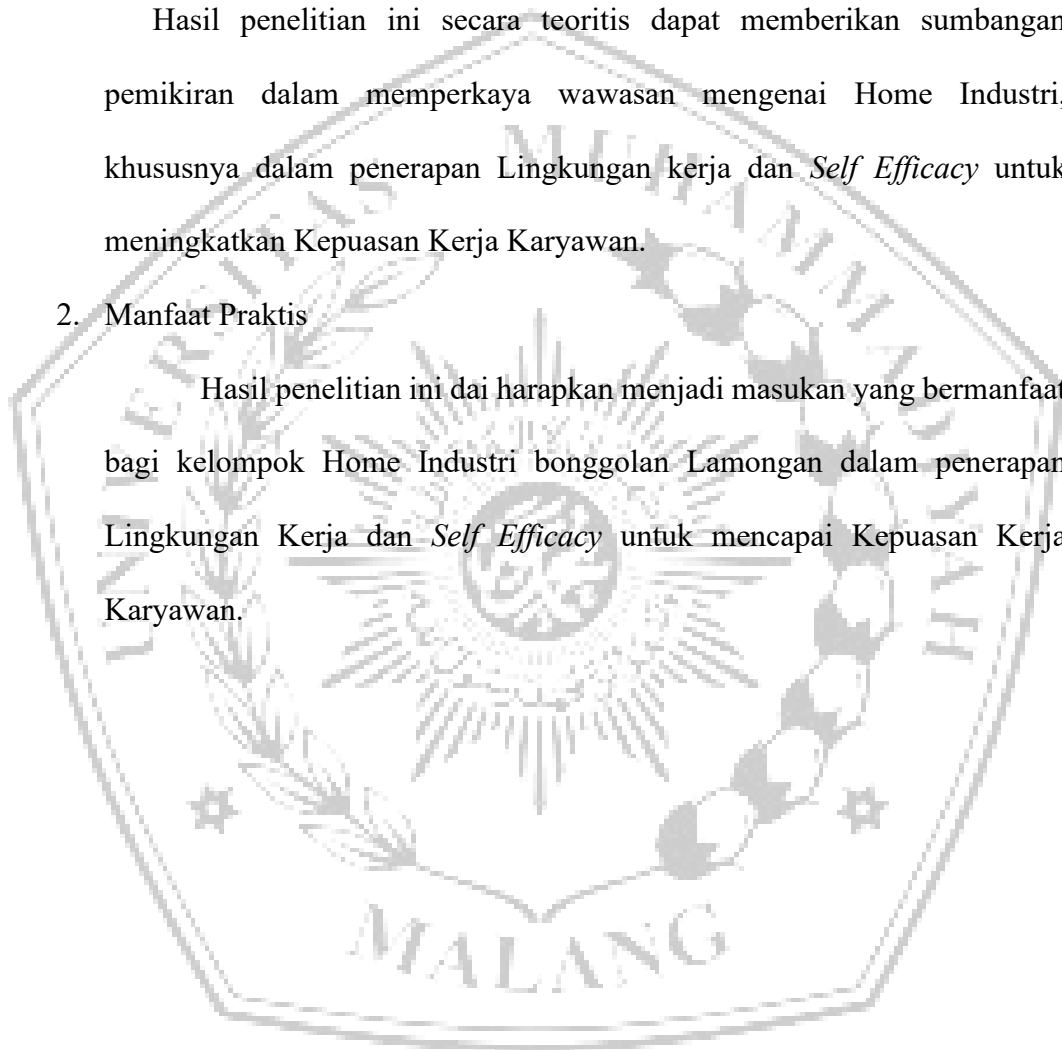 Hasil penelitian ini secara teoritis dapat memberikan sumbangan
pemikiran dalam memperkaya wawasan mengenai Home Industri,
khususnya dalam penerapan Lingkungan kerja dan Self Efficacy untuk
meningkatkan Kepuasan Kerja Karyawan.
2. Manfaat Praktis
Hasil penelitian ini dai harapkan menjadi masukan yang bermanfaat
bagi kelompok Home Industri bonggolan Lamongan dalam penerapan
Lingkungan Kerja dan Self Efficacy untuk mencapai Kepuasan Kerja
Karyawan.
UNIVERSITAS MUHAMMADIYAH
MALANG